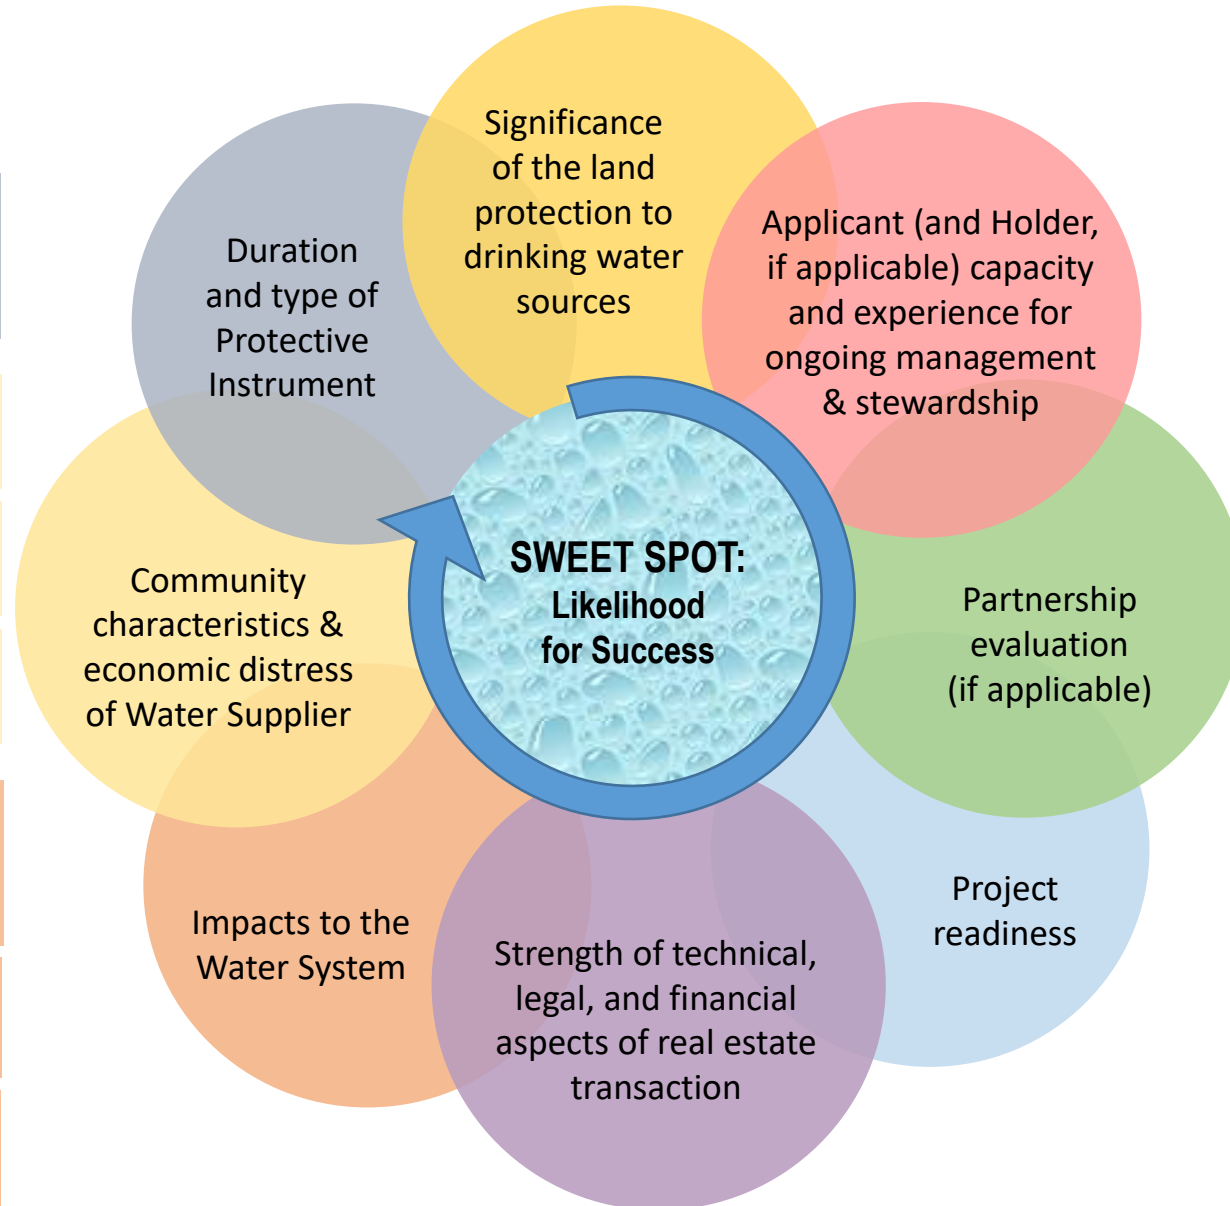 Significance
of the land
protection to
drinking water
sources
Applicant (and Holder,
if applicable) capacity
and experience for
ongoing management
& stewardship
Partnership
evaluation
(if applicable)
Project
readiness
Strength of technical,
legal, and financial
aspects of real estate
transaction
Impacts to the
Water System
Community
characteristics &
economic distress
of Water Supplier
Duration
and type of
Protective
Instrument
SWEET SPOT:
Likelihood
for Success